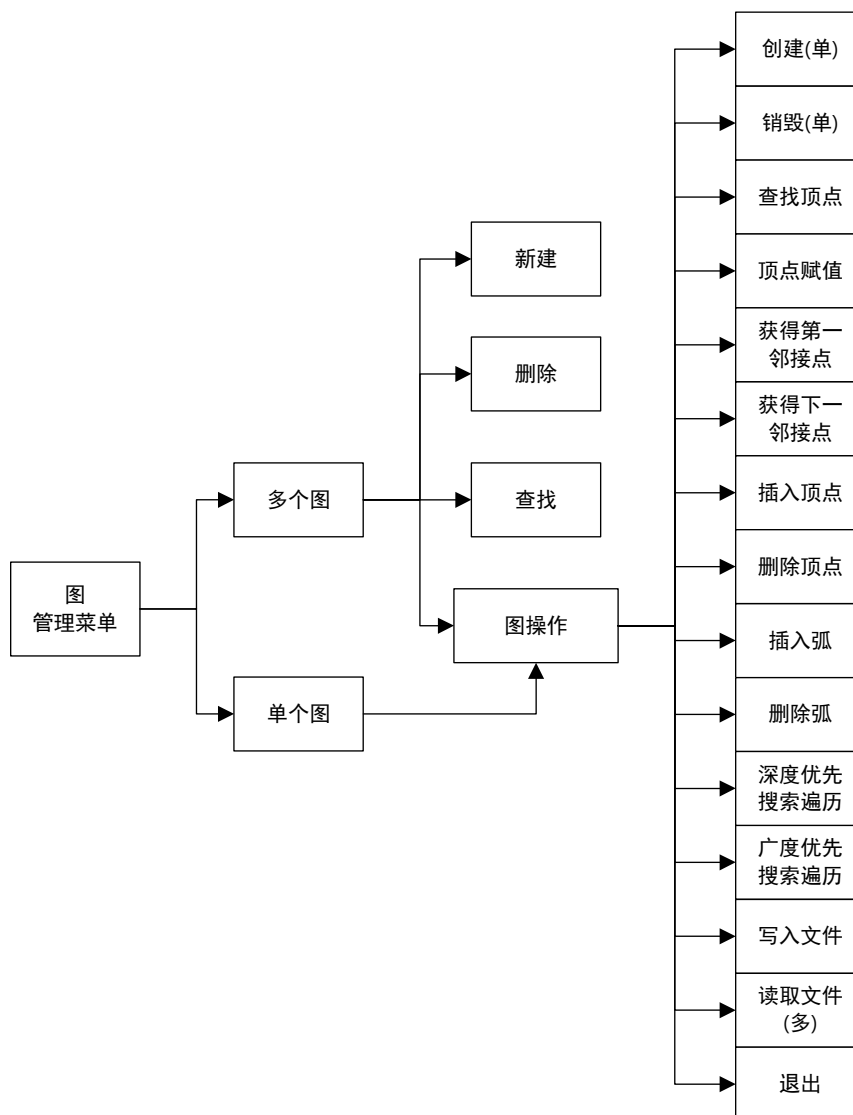 图
管理菜单
多个图
单个图
新建
删除
查找
图操作
创建(单)
销毁(单)
查找顶点
顶点赋值
获得第一
邻接点
获得下一
邻接点
插入顶点
删除顶点
插入弧
删除弧
深度优先
搜索遍历
广度优先
搜索遍历
写入文件
读取文件
(多)
退出